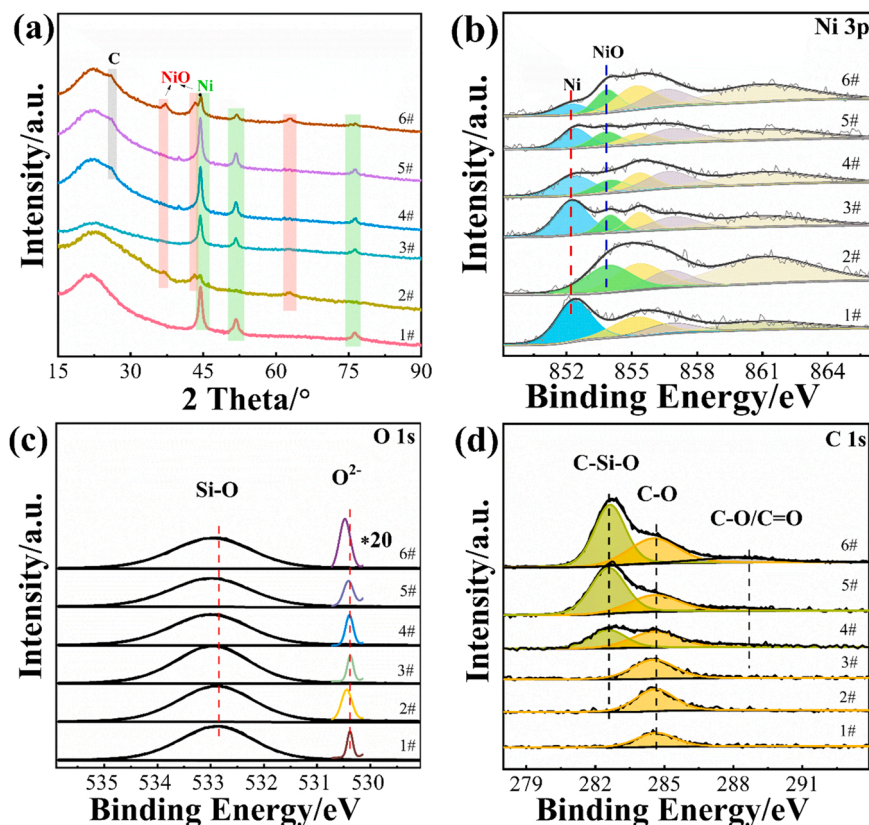 (a)
C
NiO
Ni
6#
5#
4#
3#
2#
1#
Intensity/a.u.
15 30 45 60 75 90
2 Theta/°
(b)
Ni 3p
Ni
NiO
6#
5#
4#
3#
2#
1#
Intensity/a.u.
852 855 858 861 864
Binding Energy/eV
(c)
O 1s
Si-O
O²⁻
*20
6#
5#
4#
3#
2#
1#
Intensity/a.u.
535 534 533 532 531 530
Binding Energy/eV
(d)
C 1s
C-Si-O
C-O
C-O/C=O
6#
5#
4#
3#
2#
1#
Intensity/a.u.
279 282 285 288 291
Binding Energy/eV